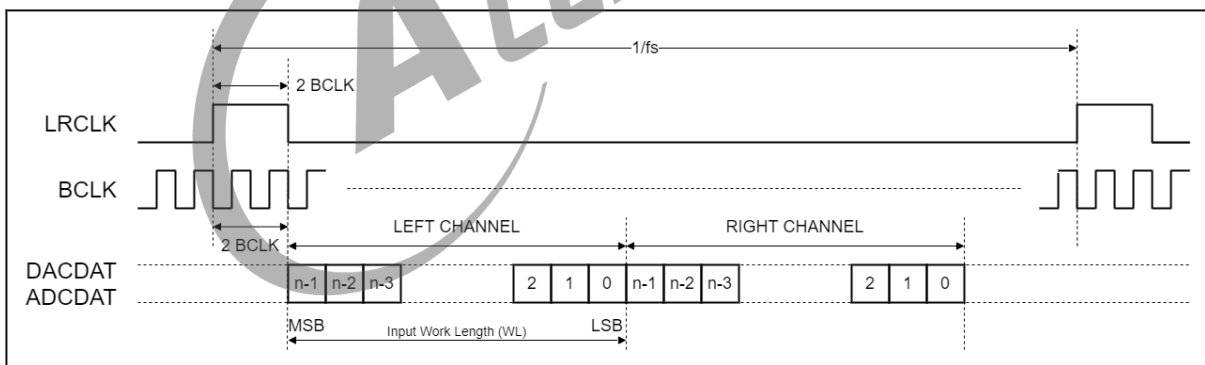 1/fs
2 BCLK
LRCLK
BCLK
2 BCLK
LEFT CHANNEL
RIGHT CHANNEL
DACDAT
ADCDAT
n-1 n-2 n-3 2 1 0 n-1 n-2 n-3 2 1 0
MSB
Input Work Length (WL)
LSB